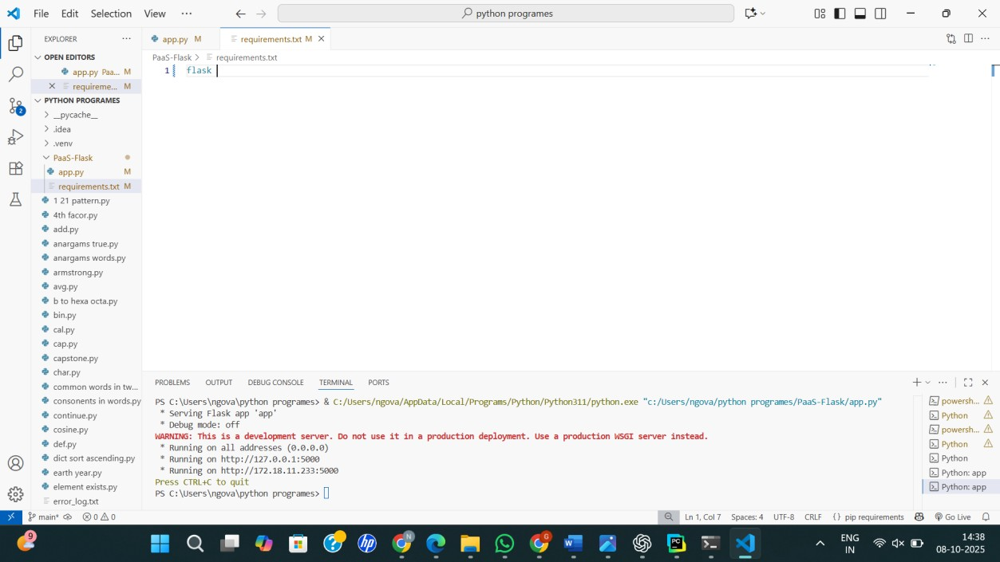 File Edit Selection View ··· python programes
EXPLORER ···
OPEN EDITORS
app.py Paa... M
requireme... M
PYTHON PROGRAMES
__pycache__
.idea
.venv
PaaS-Flask
app.py M
requirements.txt M
1 21 pattern.py
4th facor.py
add.py
anargams true.py
anargams words.py
armstrong.py
avg.py
b to hexa octa.py
bin.py
cal.py
cap.py
capstone.py
char.py
common words in tw...
consonents in words.py
continue.py
cosine.py
def.py
dict sort ascending.py
earth year.py
element exists.py
error_log.txt
2
app.py M requirements.txt M
PaaS-Flask > requirements.txt
1 flask
PROBLEMS OUTPUT DEBUG CONSOLE TERMINAL PORTS
PS C:\Users\ngova\python programes> & C:/Users/ngova/AppData/Local/Programs/Python/Python311/python.exe "c:/Users/ngova/python programes/PaaS-Flask/app.py"
* Serving Flask app 'app'
* Debug mode: off
WARNING: This is a development server. Do not use it in a production deployment. Use a production WSGI server instead.
* Running on all addresses (0.0.0.0)
* Running on http://127.0.0.1:5000
* Running on http://172.18.11.233:5000
Press CTRL+C to quit
PS C:\Users\ngova\python programes>
powersh...
Python
powersh...
Python
Python
Python: app
Python: app
main* 0 0 Ln 1, Col 7 Spaces: 4 UTF-8 CRLF {} pip requirements Go Live
9 hp N G W PC ENG
IN
14:38
08-10-2025